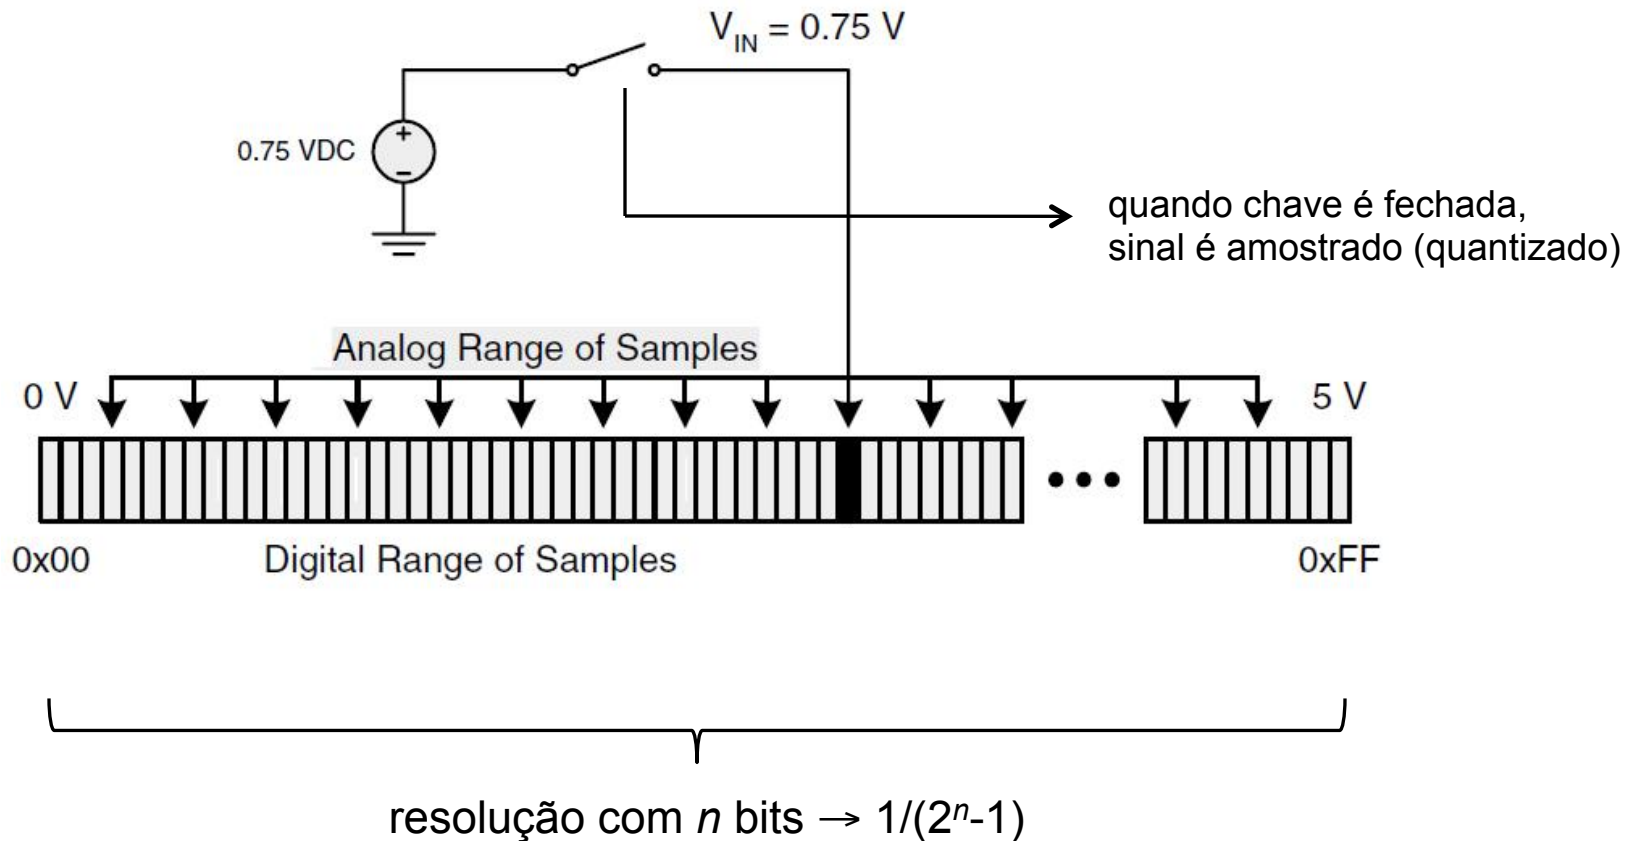 V_IN = 0.75 V
0.75 VDC
+
−
quando chave é fechada,
sinal é amostrado (quantizado)
Analog Range of Samples
0 V
5 V
0x00
Digital Range of Samples
0xFF
resolução com n bits → 1/(2ⁿ-1)